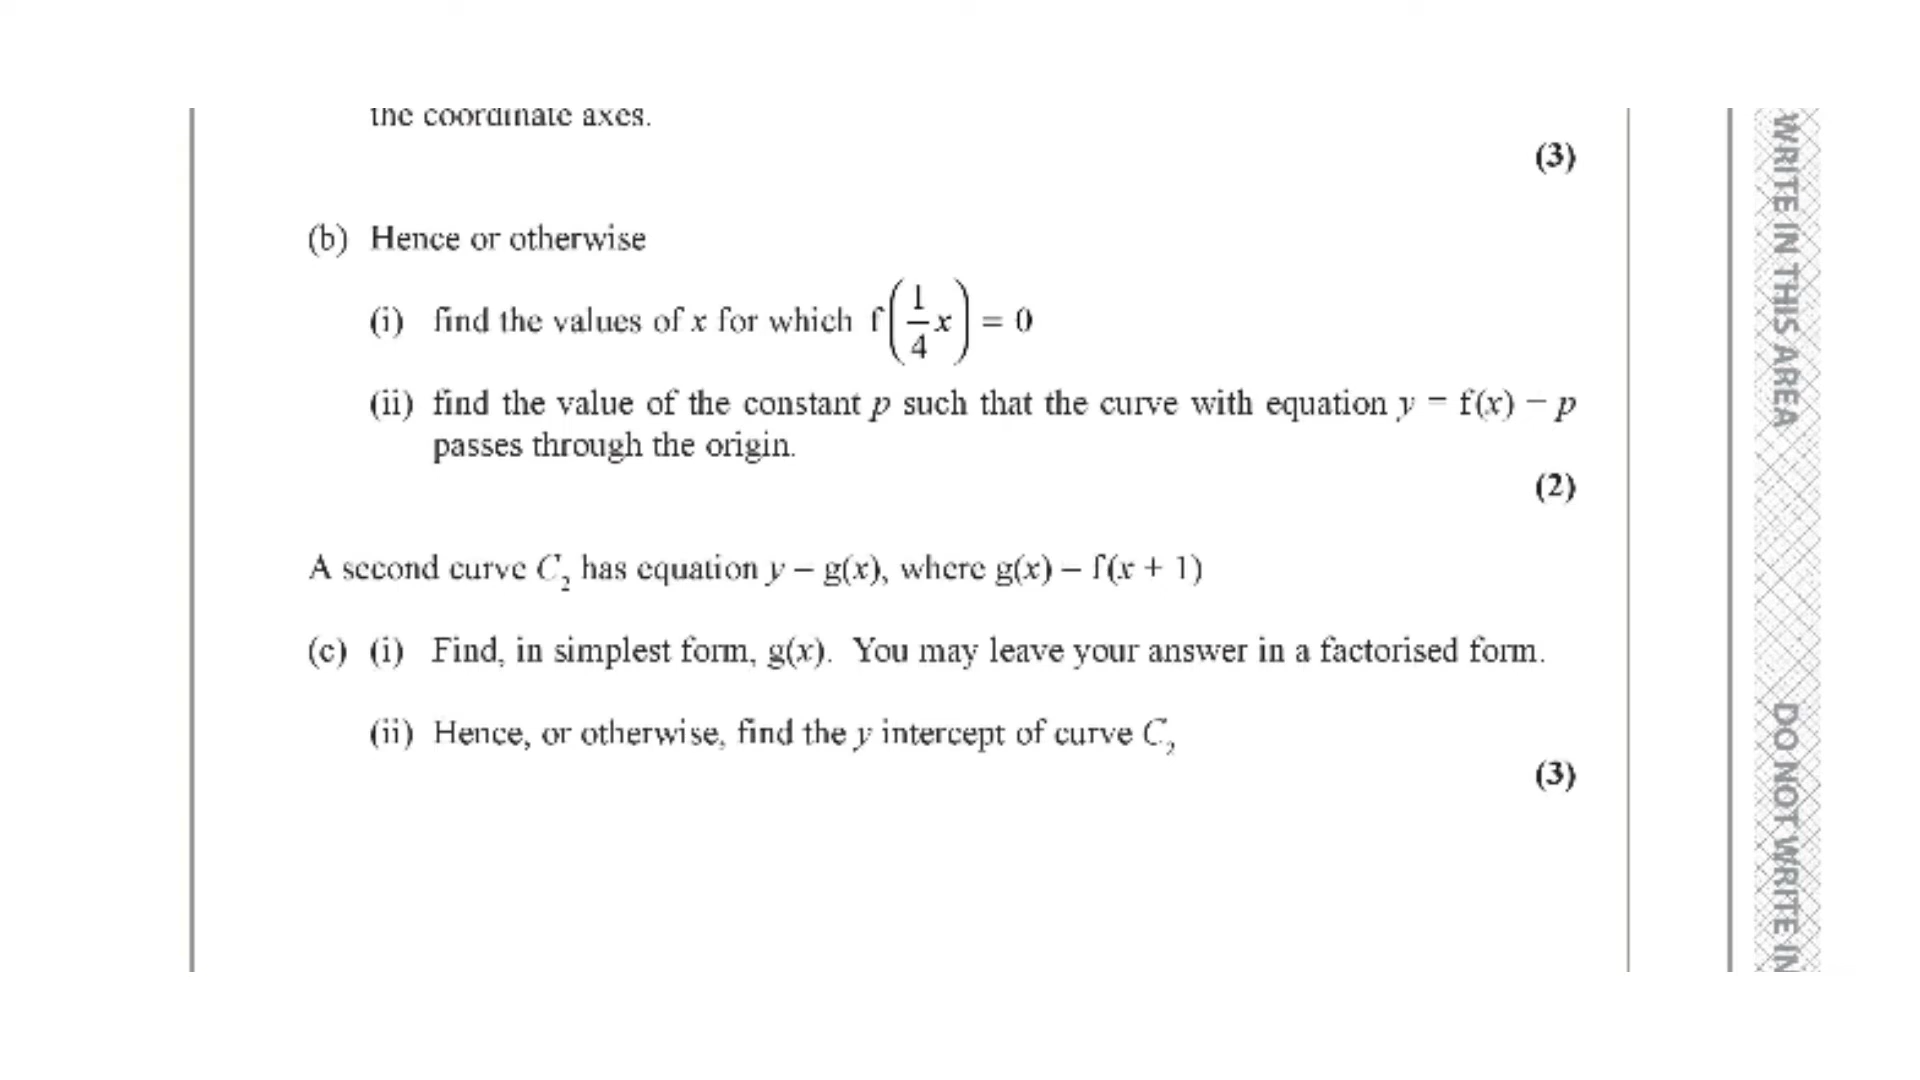 the coordinate axes.
(3)
(b) Hence or otherwise
(i) find the values of x for which f(1/4 x) = 0
(ii) find the value of the constant p such that the curve with equation y = f(x) − p
passes through the origin.
(2)
A second curve C₂ has equation y = g(x), where g(x) = f(x + 1)
(c) (i) Find, in simplest form, g(x). You may leave your answer in a factorised form.
(ii) Hence, or otherwise, find the y intercept of curve C₂
(3)
WRITE IN THIS AREA
DO NOT WRITE IN